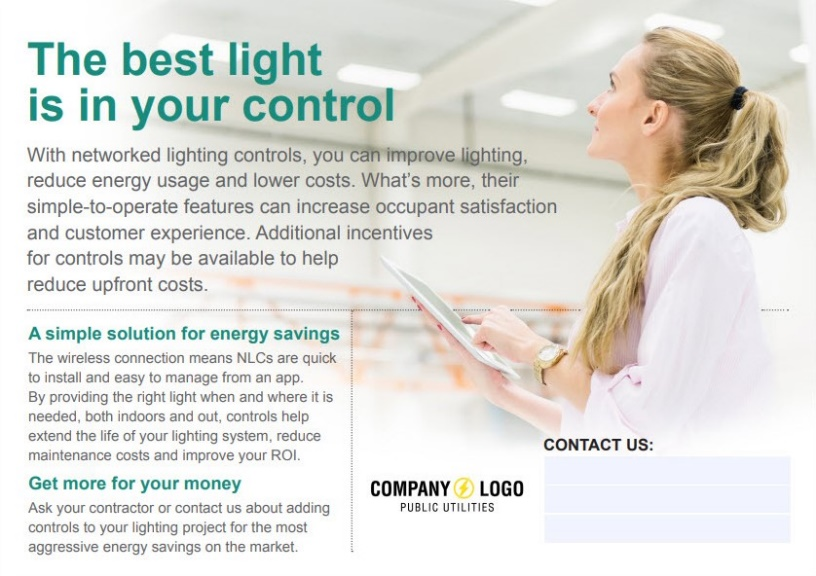 The best light
is in your control
With networked lighting controls, you can improve lighting,
reduce energy usage and lower costs. What's more, their
simple-to-operate features can increase occupant satisfaction
and customer experience. Additional incentives
for controls may be available to help
reduce upfront costs.
A simple solution for energy savings
The wireless connection means NLCs are quick
to install and easy to manage from an app.
By providing the right light when and where it is
needed, both indoors and out, controls help
extend the life of your lighting system, reduce
maintenance costs and improve your ROI.
Get more for your money
Ask your contractor or contact us about adding
controls to your lighting project for the most
aggressive energy savings on the market.
COMPANY LOGO
PUBLIC UTILITIES
CONTACT US: